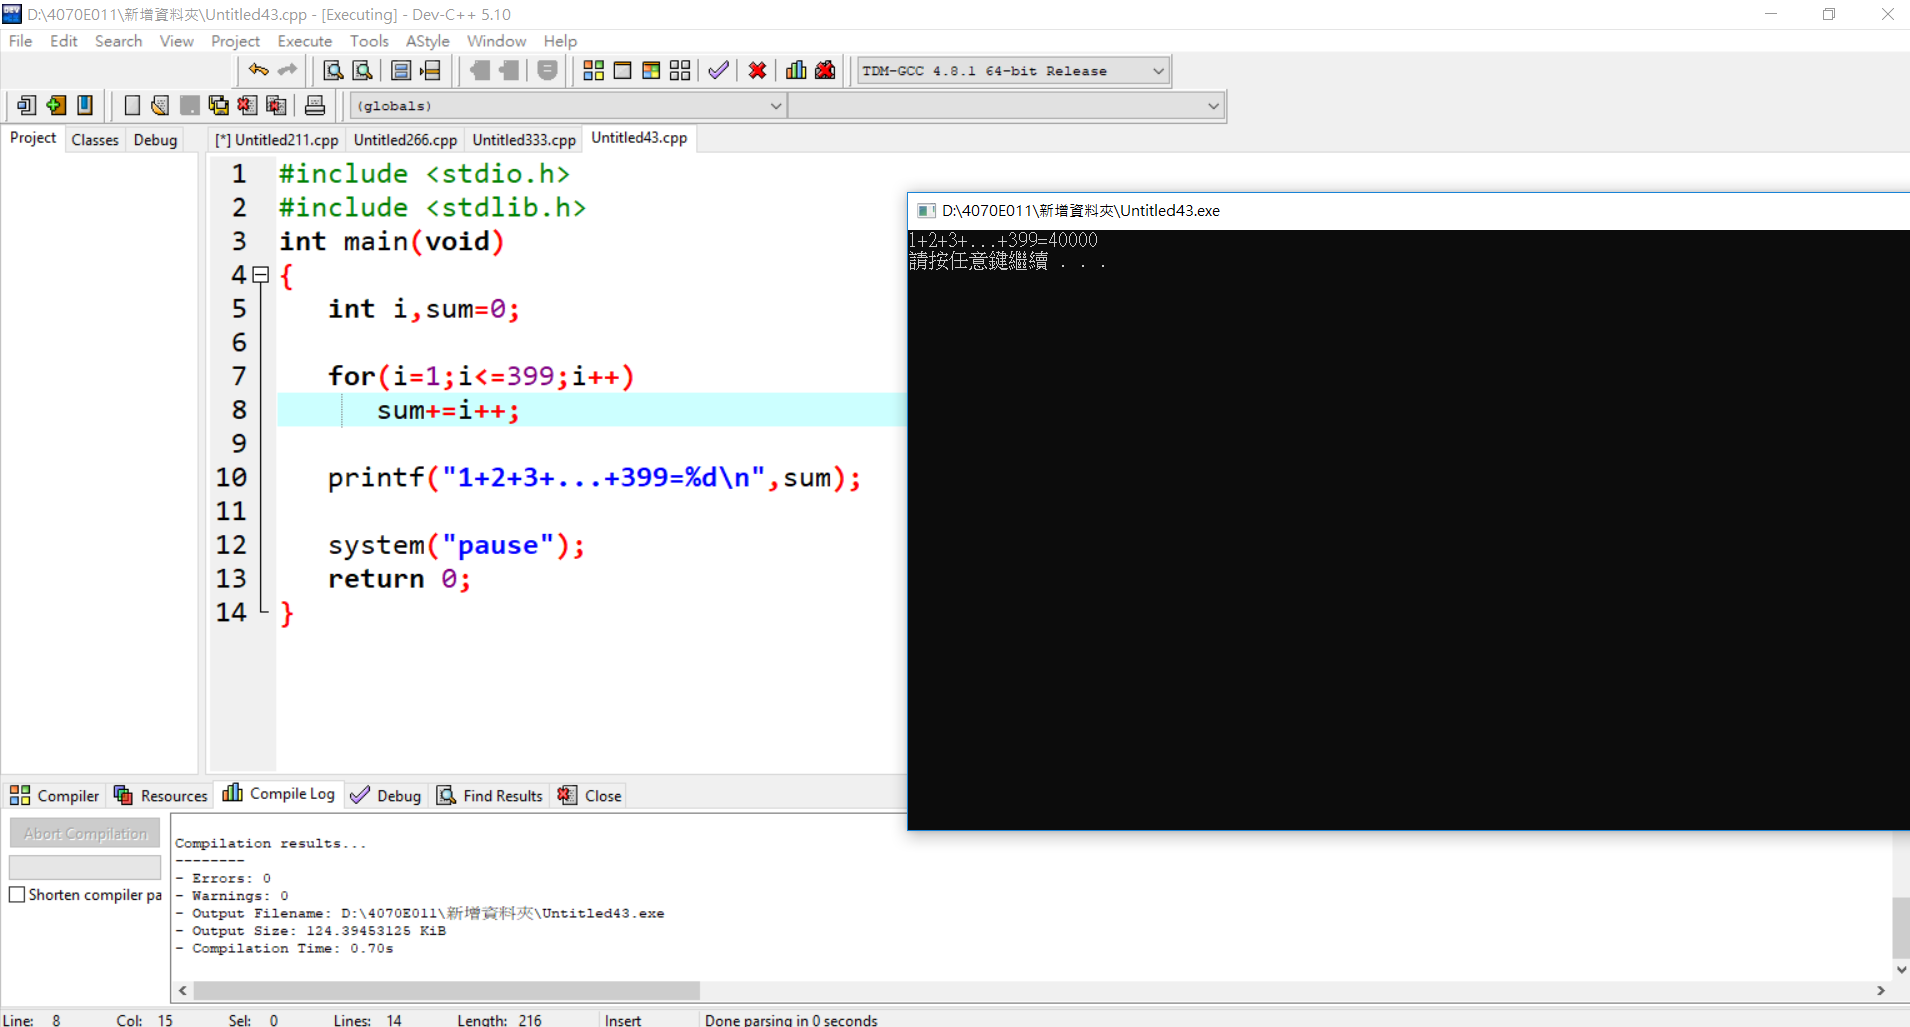 D:\4070E011\新增資料夾\Untitled43.cpp - [Executing] - Dev-C++ 5.10
File Edit Search View Project Execute Tools AStyle Window Help
TDM-GCC 4.8.1 64-bit Release
(globals)
Project Classes Debug
[*] Untitled211.cpp Untitled266.cpp Untitled333.cpp Untitled43.cpp
1 #include <stdio.h>
2 #include <stdlib.h>
3 int main(void)
4 {
5 int i,sum=0;
6
7 for(i=1;i<=399;i++)
8 sum+=i++;
9
10 printf("1+2+3+...+399=%d\n",sum);
11
12 system("pause");
13 return 0;
14 }
D:\4070E011\新增資料夾\Untitled43.exe
1+2+3+...+399=40000
請按任意鍵繼續 . . .
Compiler Resources Compile Log Debug Find Results Close
Abort Compilation
Shorten compiler pa
Compilation results...
--------
- Errors: 0
- Warnings: 0
- Output Filename: D:\4070E011\新增資料夾\Untitled43.exe
- Output Size: 124.39453125 KiB
- Compilation Time: 0.70s
Line: 8 Col: 15 Sel: 0 Lines: 14 Length: 216 Insert Done parsing in 0 seconds